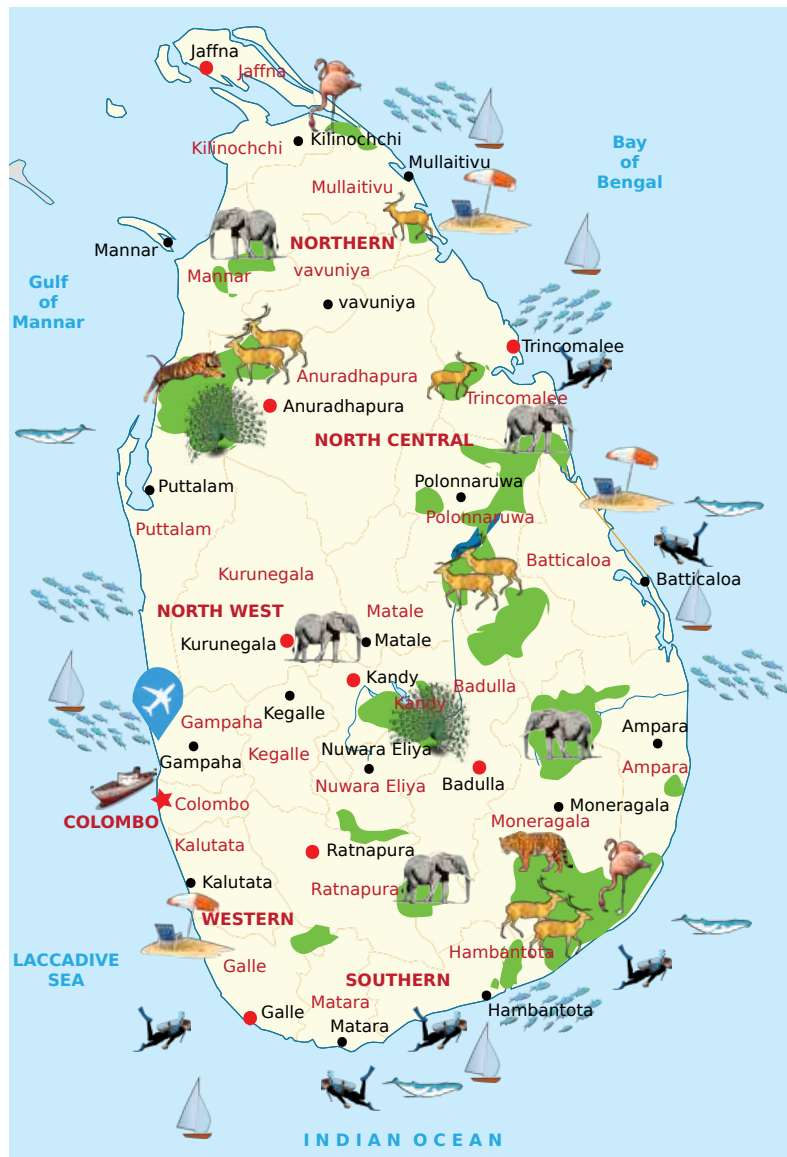 Jaffna
Jaffna
Kilinochchi
Kilinochchi
Mullaitivu
Bay
of
Bengal
Mullaitivu
NORTHERN
Mannar
vavuniya
Mannar
Gulf
of
Mannar
vavuniya
Trincomalee
Anuradhapura
Trincomalee
Anuradhapura
NORTH CENTRAL
Polonnaruwa
Puttalam
Polonnaruwa
Puttalam
Batticaloa
Kurunegala
Batticaloa
NORTH WEST
Matale
Kurunegala
Matale
Kandy
Badulla
Kandy
Kegalle
Gampaha
Ampara
Nuwara Eliya
Kegalle
Gampaha
Ampara
Nuwara Eliya
Badulla
Colombo
Moneragala
COLOMBO
Moneragala
Kalutata
Ratnapura
Kalutata
Ratnapura
WESTERN
Hambantota
LACCADIVE
SEA
Galle
SOUTHERN
Matara
Galle
Hambantota
Matara
INDIAN OCEAN